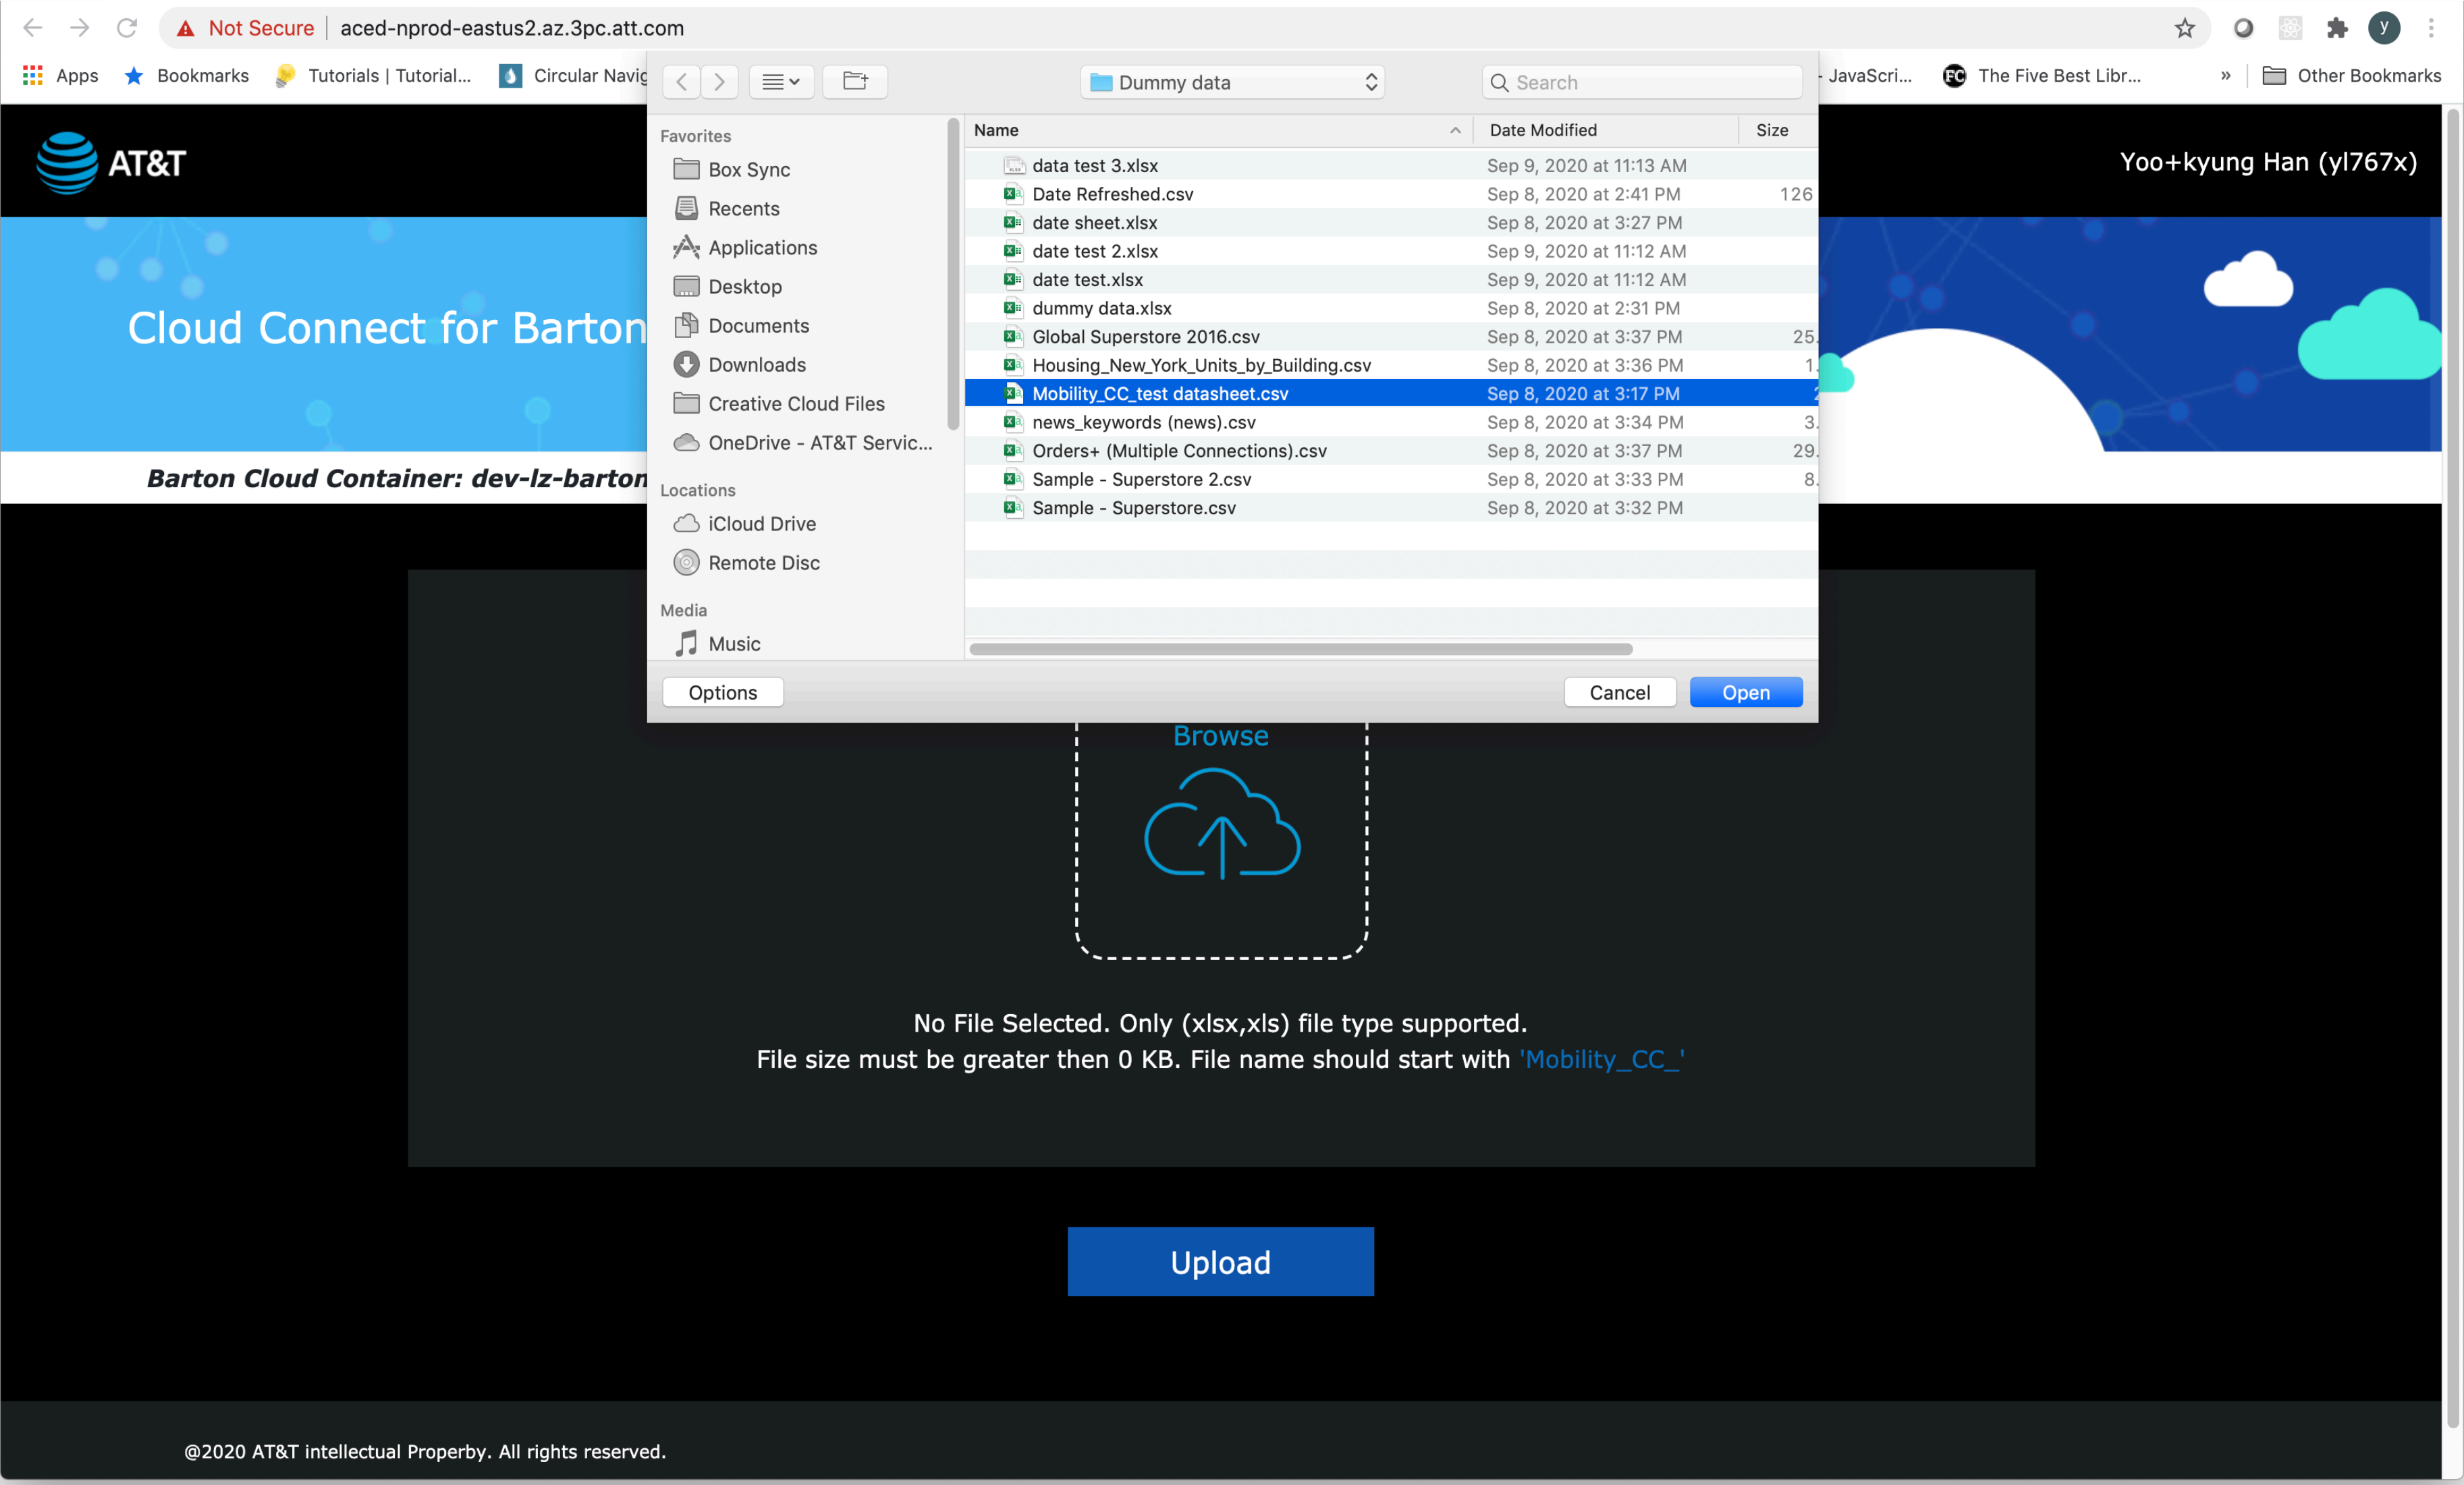 Not Secure aced-nprod-eastus2.az.3pc.att.com y
Apps Bookmarks Tutorials | Tutorial... Circular Navig - JavaScri... FC The Five Best Libr... » Other Bookmarks
Dummy data Search
AT&T Yoo+kyung Han (yl767x)
Cloud Connect for Barton
Barton Cloud Container: dev-lz-barton
Favorites
Box Sync
Recents
Applications
Desktop
Documents
Downloads
Creative Cloud Files
OneDrive - AT&T Servic...
Locations
iCloud Drive
Remote Disc
Media
Music
Name Date Modified Size
data test 3.xlsx Sep 9, 2020 at 11:13 AM
Date Refreshed.csv Sep 8, 2020 at 2:41 PM 126
date sheet.xlsx Sep 8, 2020 at 3:27 PM
date test 2.xlsx Sep 9, 2020 at 11:12 AM
date test.xlsx Sep 9, 2020 at 11:12 AM
dummy data.xlsx Sep 8, 2020 at 2:31 PM
Global Superstore 2016.csv Sep 8, 2020 at 3:37 PM 25.
Housing_New_York_Units_by_Building.csv Sep 8, 2020 at 3:36 PM 1.
Mobility_CC_test datasheet.csv Sep 8, 2020 at 3:17 PM
news_keywords (news).csv Sep 8, 2020 at 3:34 PM 3.
Orders+ (Multiple Connections).csv Sep 8, 2020 at 3:37 PM 29.
Sample - Superstore 2.csv Sep 8, 2020 at 3:33 PM 8.
Sample - Superstore.csv Sep 8, 2020 at 3:32 PM
Options Cancel Open
Browse
No File Selected. Only (xlsx,xls) file type supported.
File size must be greater then 0 KB. File name should start with 'Mobility_CC_'
Upload
@2020 AT&T intellectual Properby. All rights reserved.